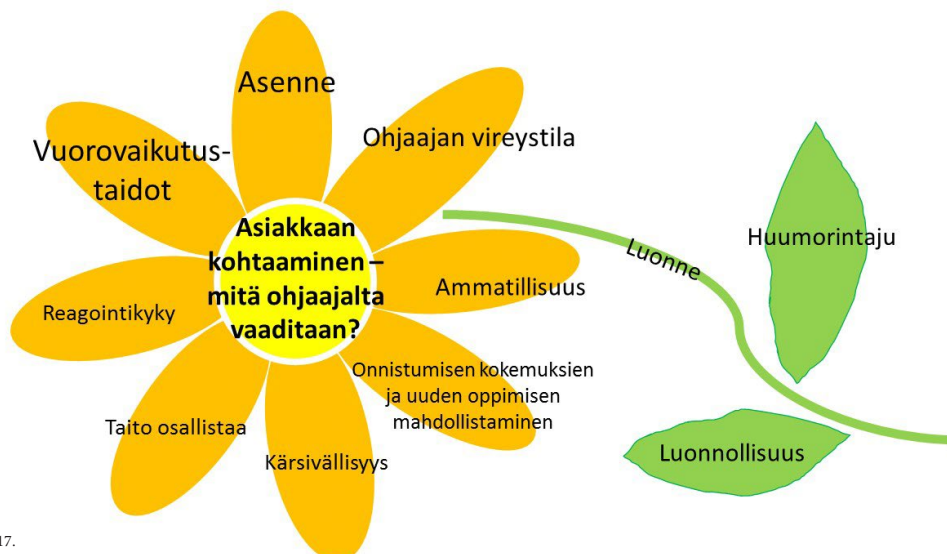 Asenne
Ohjaajan vireystila
Vuorovaikutus-
taidot
Asiakkaan
kohtaaminen –
mitä ohjaajalta
vaaditaan?
Ammatillisuus
Reagointikyky
Onnistumisen kokemuksien
ja uuden oppimisen
mahdollistaminen
Taito osallistaa
Kärsivällisyys
Luonne
Huumorintaju
Luonnollisuus
17.